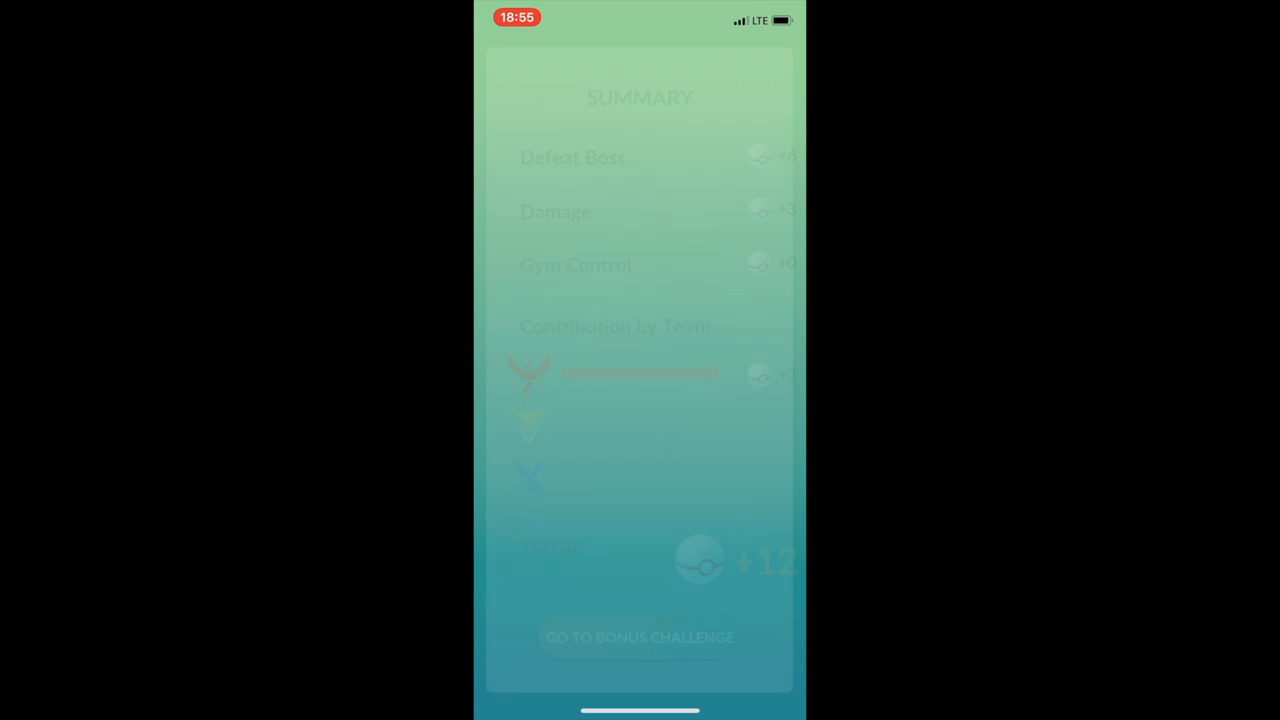 18:55
LTE
SUMMARY
Defeat Boss +6
Damage +3
Gym Control +0
Contribution by Team
+3
TOTAL +12
GO TO BONUS CHALLENGE